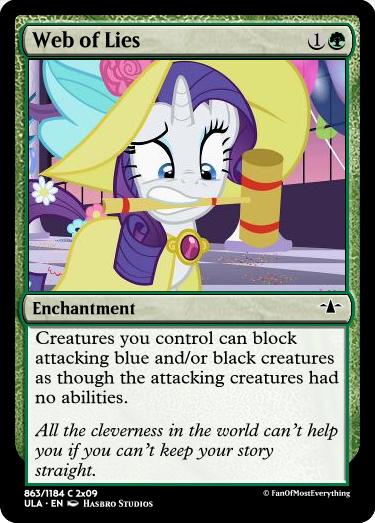 Web of Lies 1
Enchantment
Creatures you control can block
attacking blue and/or black creatures
as though the attacking creatures had
no abilities.
All the cleverness in the world can't help
you if you can't keep your story
straight.
863/1184 C 2x09
ULA • EN Hasbro Studios
© FanOfMostEverything